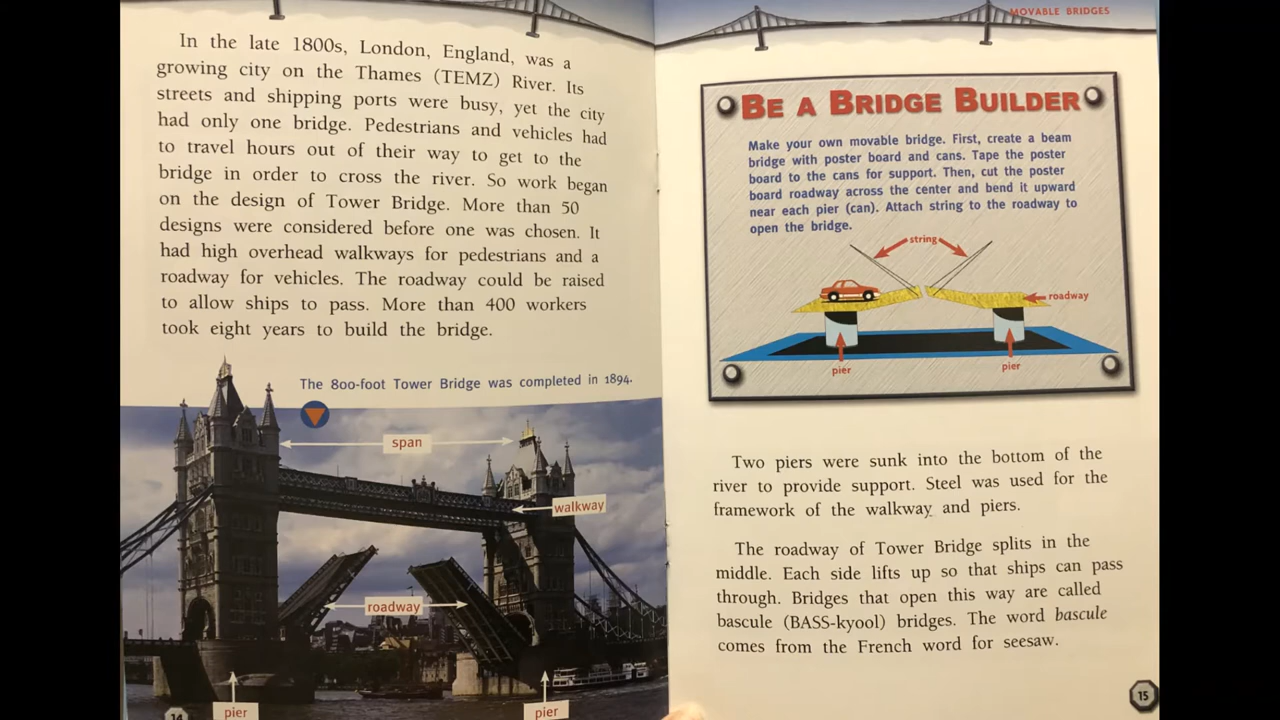 In the late 1800s, London, England, was a
growing city on the Thames (TEMZ) River. Its
streets and shipping ports were busy, yet the city
had only one bridge. Pedestrians and vehicles had
to travel hours out of their way to get to the
bridge in order to cross the river. So work began
on the design of Tower Bridge. More than 50
designs were considered before one was chosen. It
had high overhead walkways for pedestrians and a
roadway for vehicles. The roadway could be raised
to allow ships to pass. More than 400 workers
took eight years to build the bridge.
The 800-foot Tower Bridge was completed in 1894.
span
walkway
roadway
pier
pier
14
MOVABLE BRIDGES
BE A BRIDGE BUILDER
Make your own movable bridge. First, create a beam
bridge with poster board and cans. Tape the poster
board to the cans for support. Then, cut the poster
board roadway across the center and bend it upward
near each pier (can). Attach string to the roadway to
open the bridge.
string
roadway
pier
pier
Two piers were sunk into the bottom of the
river to provide support. Steel was used for the
framework of the walkway and piers.
The roadway of Tower Bridge splits in the
middle. Each side lifts up so that ships can pass
through. Bridges that open this way are called
bascule (BASS-kyool) bridges. The word bascule
comes from the French word for seesaw.
15